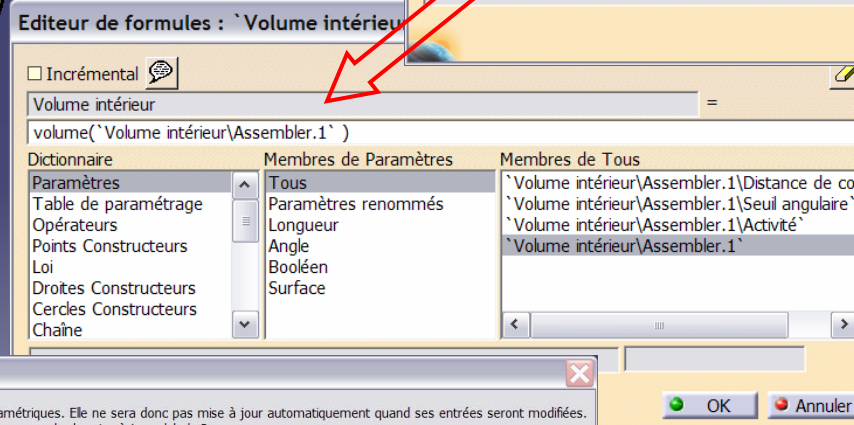 Editeur de formules : `Volume intérieu
Incrémental
Volume intérieur
=
volume(`Volume intérieur\Assembler.1` )
Dictionnaire
Membres de Paramètres
Membres de Tous
Paramètres
Table de paramétrage
Opérateurs
Points Constructeurs
Loi
Droites Constructeurs
Cercles Constructeurs
Chaîne
Tous
Paramètres renommés
Longueur
Angle
Booléen
Surface
`Volume intérieur\Assembler.1\Distance de co
`Volume intérieur\Assembler.1\Seuil angulaire`
`Volume intérieur\Assembler.1\Activité`
`Volume intérieur\Assembler.1`
OK
Annuler
amétriques. Elle ne sera donc pas mise à jour automatiquement quand ses entrées seront modifiées.